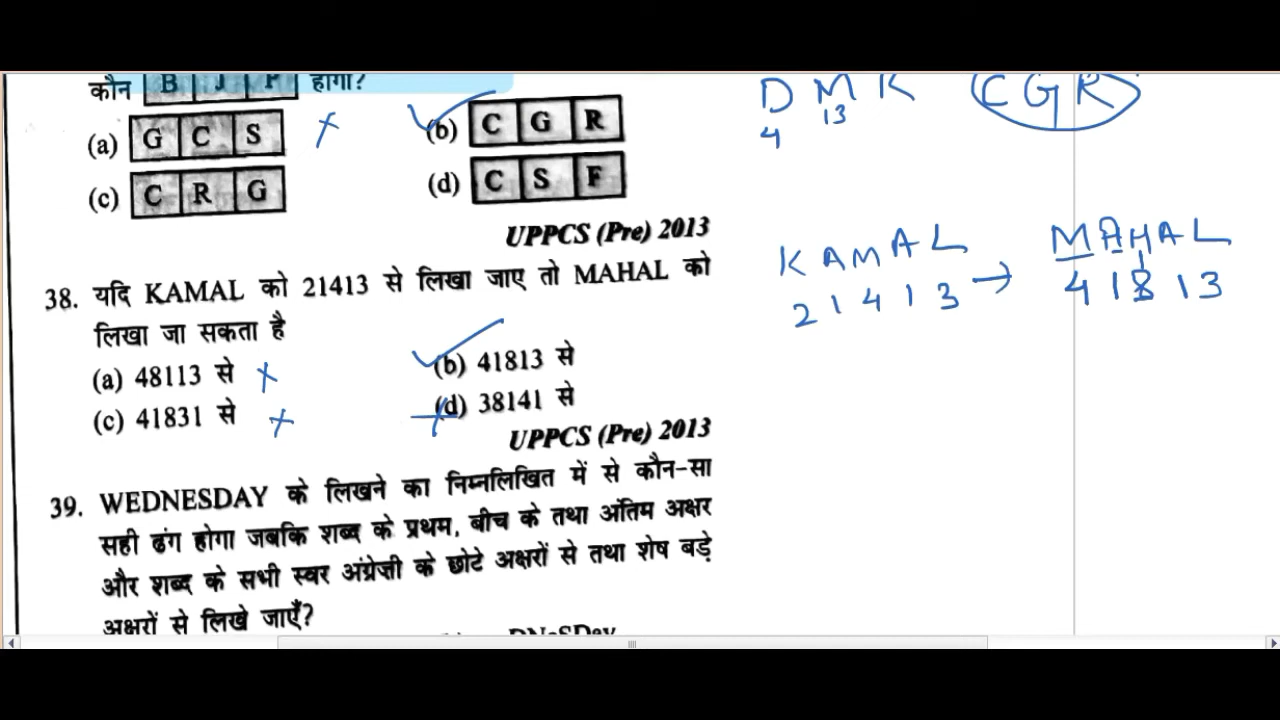 कौन B J P होगा?
(a) G C S (b) C G R
(c) C R G (d) C S F
UPPCS (Pre) 2013
38. यदि KAMAL को 21413 से लिखा जाए तो MAHAL को
लिखा जा सकता है
(a) 48113 से (b) 41813 से
(c) 41831 से (d) 38141 से
UPPCS (Pre) 2013
39. WEDNESDAY के लिखने का निम्नलिखित में से कौन-सा
सही ढंग होगा जबकि शब्द के प्रथम, बीच के तथा अंतिम अक्षर
और शब्द के सभी स्वर अंग्रेज़ी के छोटे अक्षरों से तथा शेष बड़े
अक्षरों से लिखे जाएँ?
D M K CGR
4 13
KAMAL MAHAL
21413 → 41813